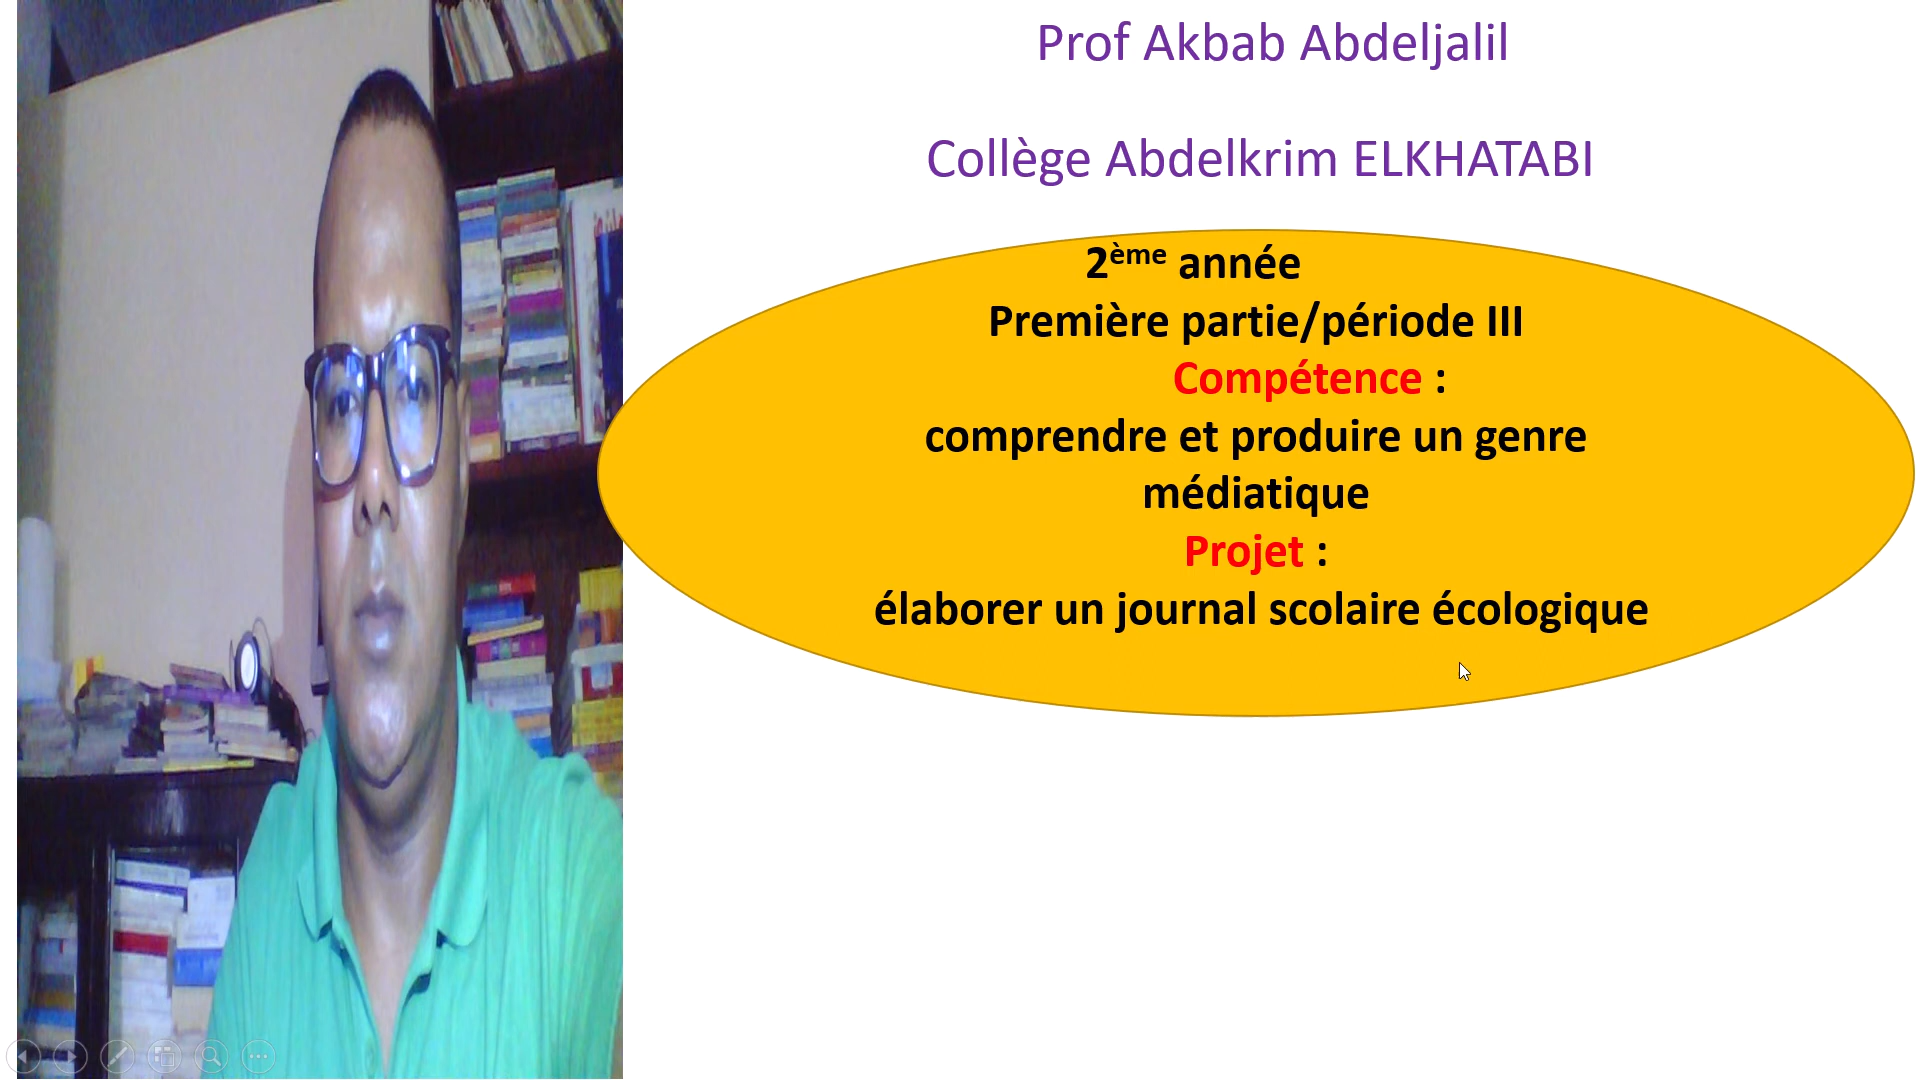 Prof Akbab Abdeljalil
Collège Abdelkrim ELKHATABI
2ème année
Première partie/période III
Compétence :
comprendre et produire un genre
médiatique
Projet :
élaborer un journal scolaire écologique